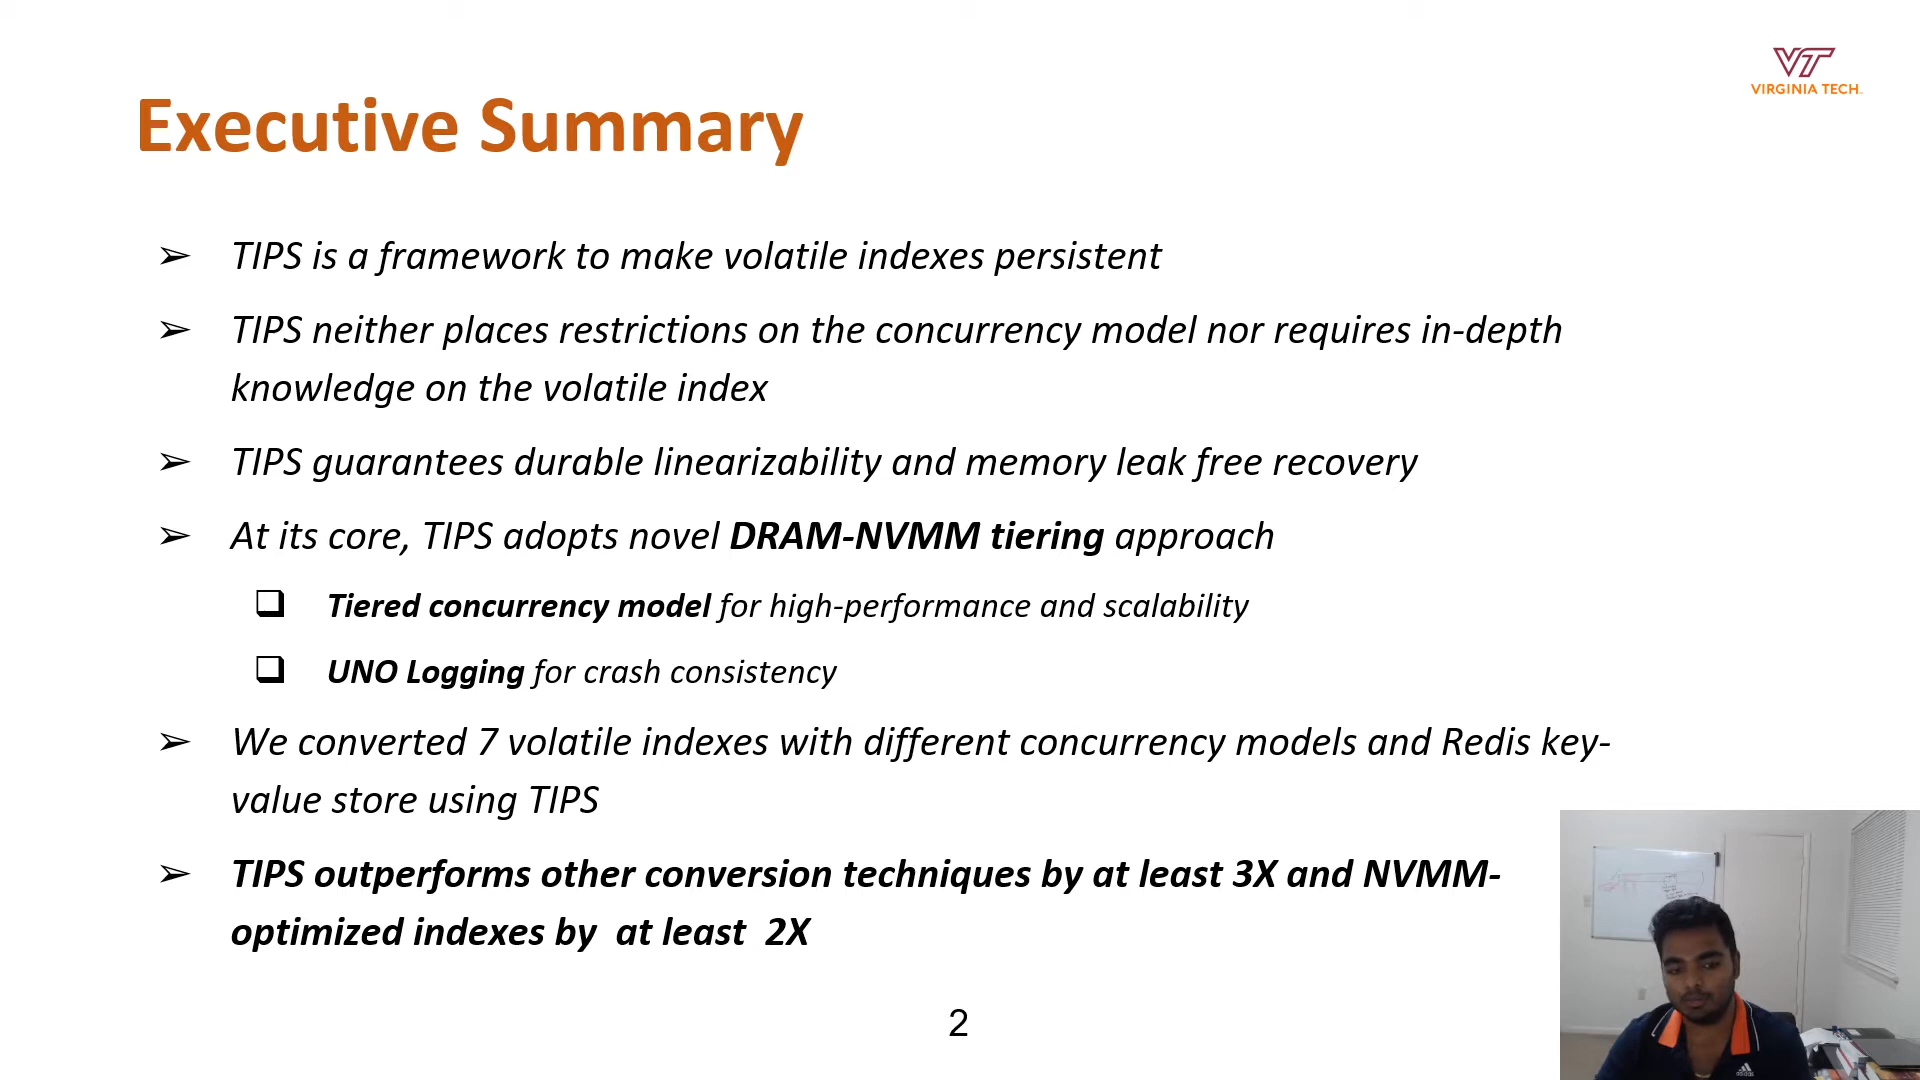 VT
VIRGINIA TECH
Executive Summary
➢ TIPS is a framework to make volatile indexes persistent
➢ TIPS neither places restrictions on the concurrency model nor requires in-depth
knowledge on the volatile index
➢ TIPS guarantees durable linearizability and memory leak free recovery
➢ At its core, TIPS adopts novel DRAM-NVMM tiering approach
❑ Tiered concurrency model for high-performance and scalability
❑ UNO Logging for crash consistency
➢ We converted 7 volatile indexes with different concurrency models and Redis key-
value store using TIPS
➢ TIPS outperforms other conversion techniques by at least 3X and NVMM-
optimized indexes by at least 2X
2
adidas